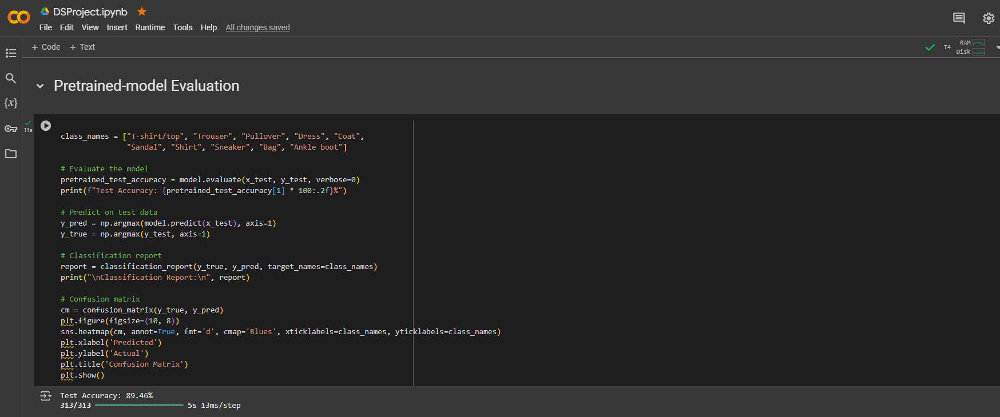 DSProject.ipynb
File Edit View Insert Runtime Tools Help All changes saved
+ Code + Text
T4 RAM
Disk
Pretrained-model Evaluation
{x}
11s
class_names = ["T-shirt/top", "Trouser", "Pullover", "Dress", "Coat",
"Sandal", "Shirt", "Sneaker", "Bag", "Ankle boot"]
# Evaluate the model
pretrained_test_accuracy = model.evaluate(x_test, y_test, verbose=0)
print(f"Test Accuracy: {pretrained_test_accuracy[1] * 100:.2f}%")
# Predict on test data
y_pred = np.argmax(model.predict(x_test), axis=1)
y_true = np.argmax(y_test, axis=1)
# Classification report
report = classification_report(y_true, y_pred, target_names=class_names)
print("\nClassification Report:\n", report)
# Confusion matrix
cm = confusion_matrix(y_true, y_pred)
plt.figure(figsize=(10, 8))
sns.heatmap(cm, annot=True, fmt='d', cmap='Blues', xticklabels=class_names, yticklabels=class_names)
plt.xlabel('Predicted')
plt.ylabel('Actual')
plt.title('Confusion Matrix')
plt.show()
Test Accuracy: 89.46%
313/313 5s 13ms/step